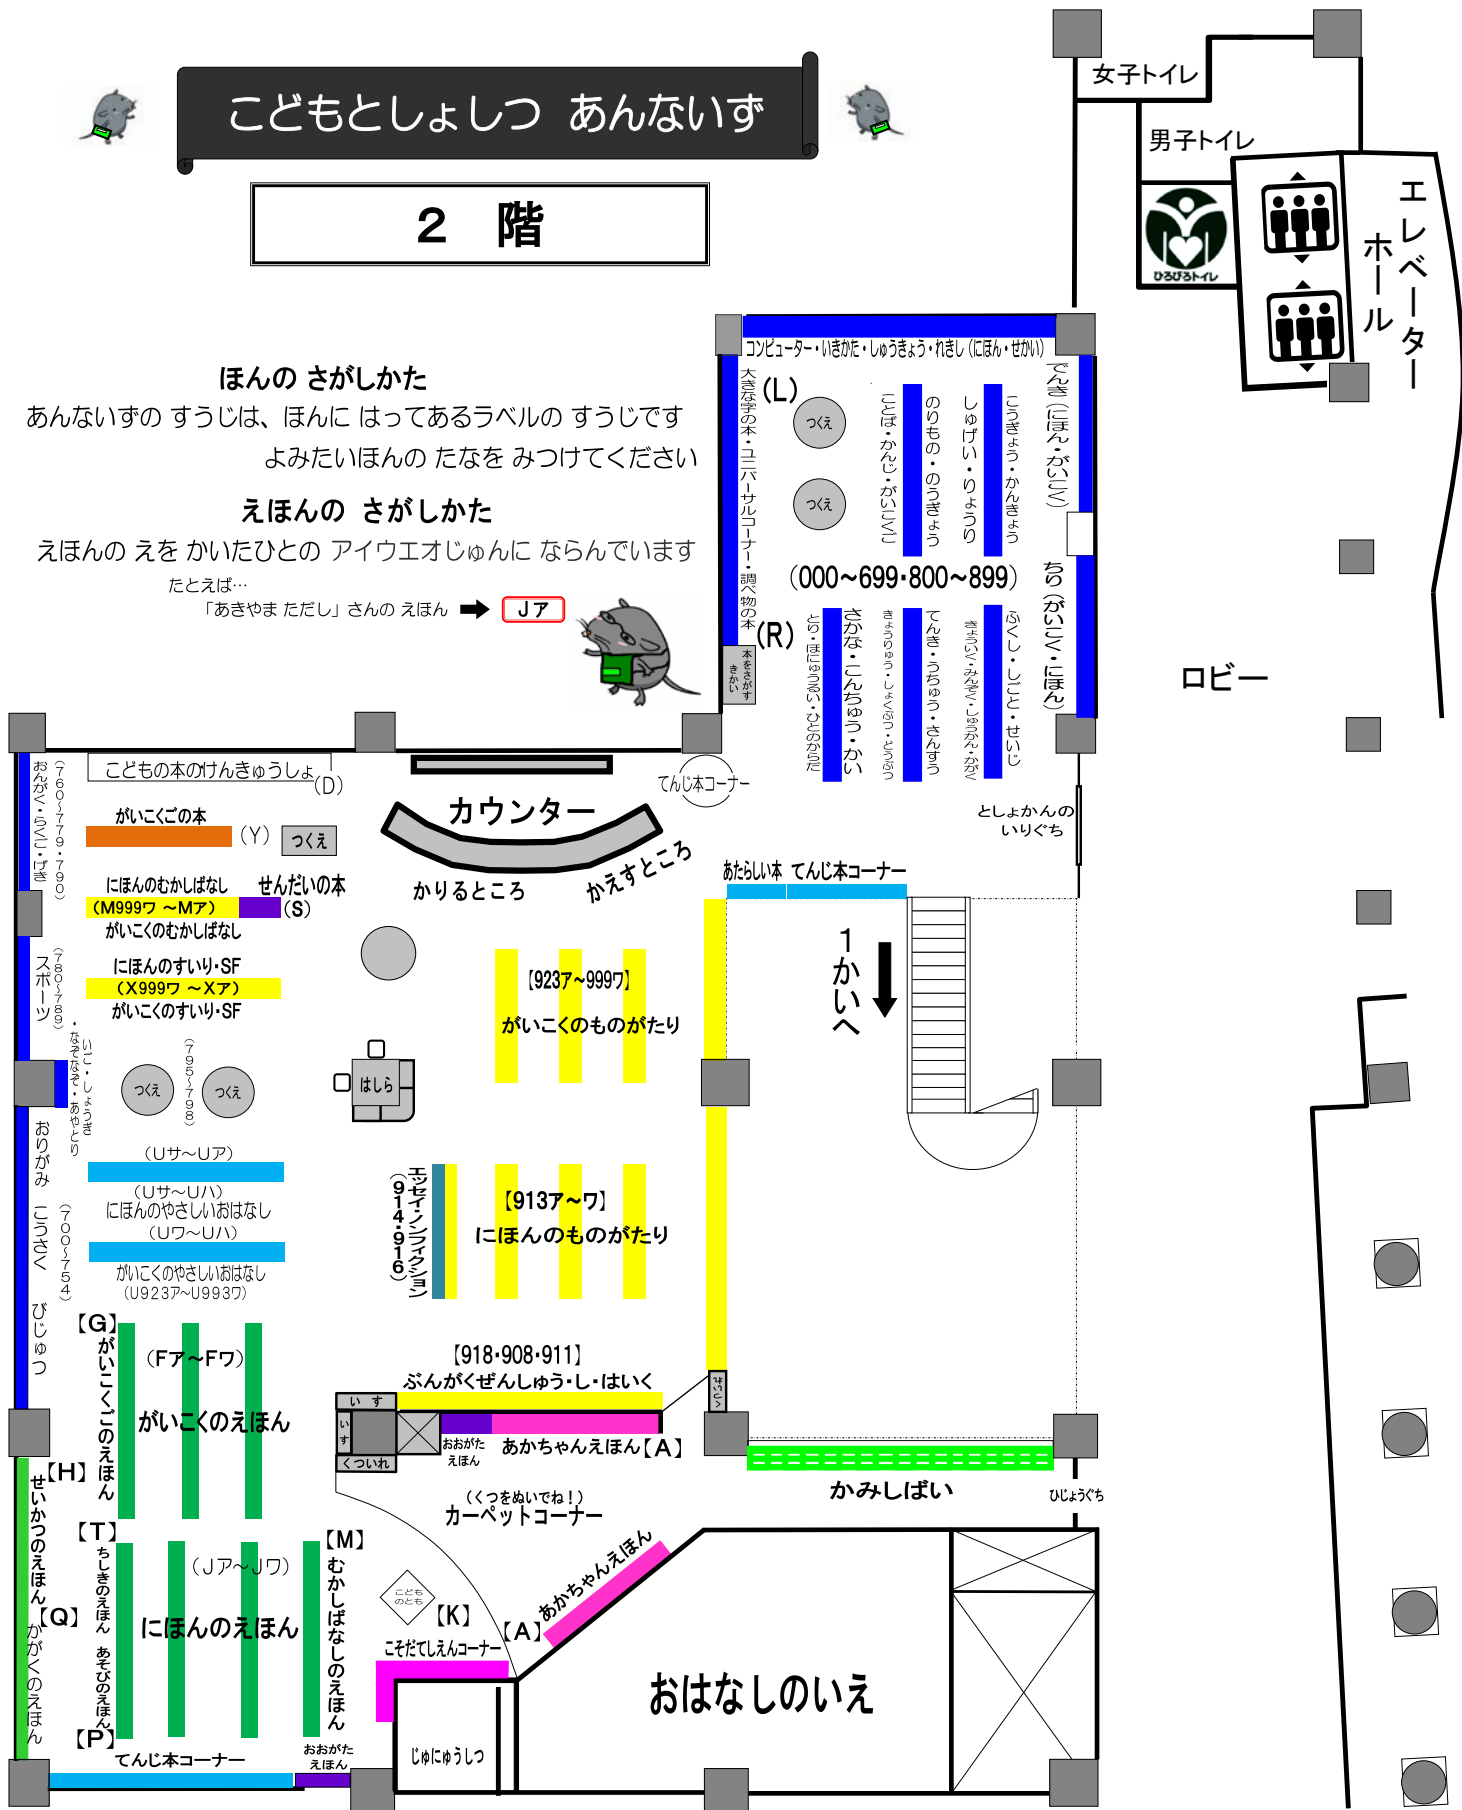 こどもとしょしつ あんないず
2 階
ほんの さがしかた
あんないずの すうじは、ほんに はってあるラベルの すうじです
よみたいほんの たなを みつけてください
えほんの さがしかた
えほんの えを かいたひとの アイウエオじゅんに ならんでいます
たとえば…
「あきやま ただし」さんの えほん
Jア
女子トイレ
男子トイレ
ひろびろトイレ
エレベーター
ホール
ロビー
コンピューター・いきかた・しゅうきょう・れきし(にほん・せかい)
大きな字の本・ユニバーサルコーナー・調べ物の本
(L)
つくえ
つくえ
ことば・かんじ・がいこくご
のりもの・のうぎょう
しゅげい・りょうり
こうぎょう・かんきょう
でんき(にほん・がいこく)
(000~699・800~899)
(R)
とり・ほにゅうるい・ひとのからだ
さかな・こんちゅう・かい
きょうりゅう・しょくぶつ・どうぶつ
てんき・うちゅう・さんすう
きょういく・みんぞく・しゅうかん・かがく
ふくし・しごと・せいじ
ちり(がいこく・にほん)
本をさがす
きかい
こどもの本のけんきゅうしょ
(D)
てんじ本コーナー
カウンター
かりるところ
かえすところ
としょかんの
いりぐち
おんがく・らくご・げき
(760~779・790)
がいこくごの本
(Y)
つくえ
にほんのむかしばなし
せんだいの本
(M999ワ ~Mア)
(S)
がいこくのむかしばなし
スポーツ
(780~789)
にほんのすいり・SF
(X999ワ ~Xア)
がいこくのすいり・SF
あたらしい本
てんじ本コーナー
1かいへ
【923ア~999ワ】
がいこくのものがたり
いご・しょうぎ
・なぞなぞ・あやとり
つくえ
(795~798)
つくえ
はしら
おりがみ
こうさく
びじゅつ
(700~754)
(Uサ~Uア)
(Uサ~Uハ)
にほんのやさしいおはなし
(Uワ~Uハ)
がいこくのやさしいおはなし
(U923ア~U993ワ)
エッセイ・ノンフィクション
(914・916)
【913ア~ワ】
にほんのものがたり
【G】
がいこくごのえほん
(Fア~Fワ)
がいこくのえほん
【918・908・911】
ぶんがくぜんしゅう・し・はいく
いす
いす
くついれ
くついれ
おおがた
えほん
あかちゃんえほん【A】
かみしばい
ひじょうぐち
【H】
せいかつのえほん
(くつをぬいでね!)
カーペットコーナー
【T】
ちしきのえほん
あそびのえほん
【P】
(Jア~Jワ)
にほんのえほん
【M】
むかしばなしのえほん
【Q】
かがくのえほん
こども
のとも
【K】
こそだてしえんコーナー
【A】
あかちゃんえほん
おはなしのいえ
じゅにゅうしつ
てんじ本コーナー
おおがた
えほん